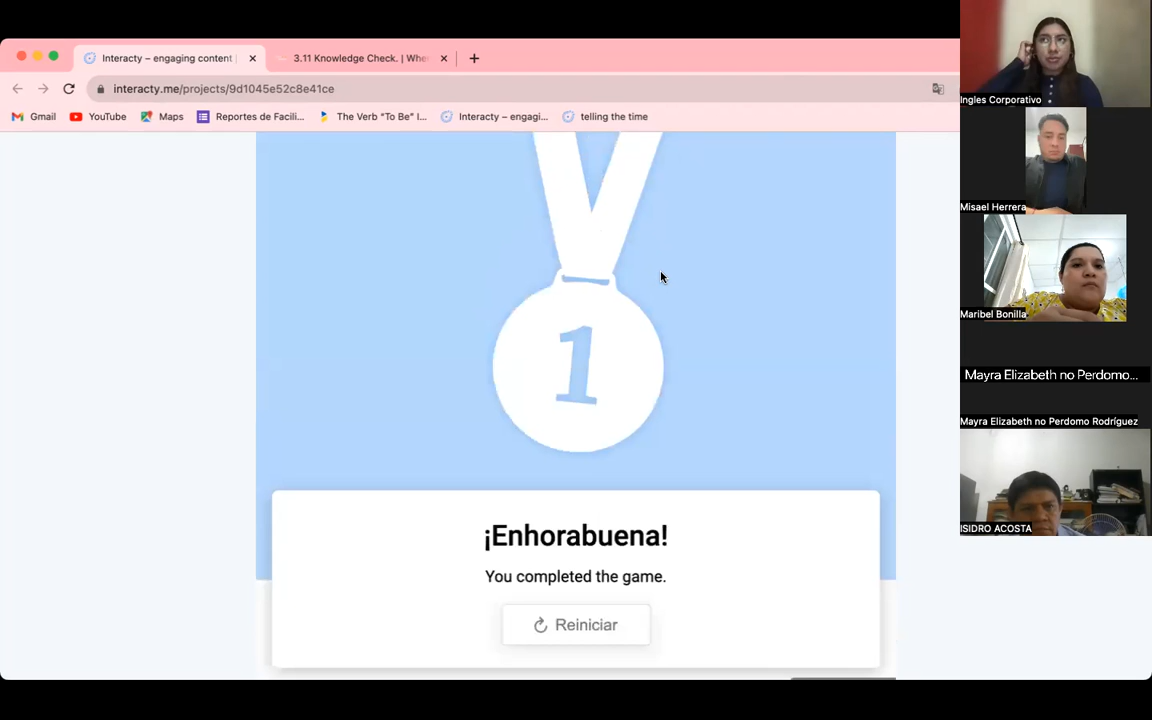 Interacty – engaging content
3.11 Knowledge Check. | Whe
interacty.me/projects/9d1045e52c8e41ce
Gmail
YouTube
Maps
Reportes de Facili...
The Verb "To Be" I...
Interacty – engagi...
telling the time
1
¡Enhorabuena!
You completed the game.
Reiniciar
Ingles Corporativo
Misael Herrera
Maribel Bonilla
Mayra Elizabeth no Perdomo...
Mayra Elizabeth no Perdomo Rodríguez
ISIDRO ACOSTA